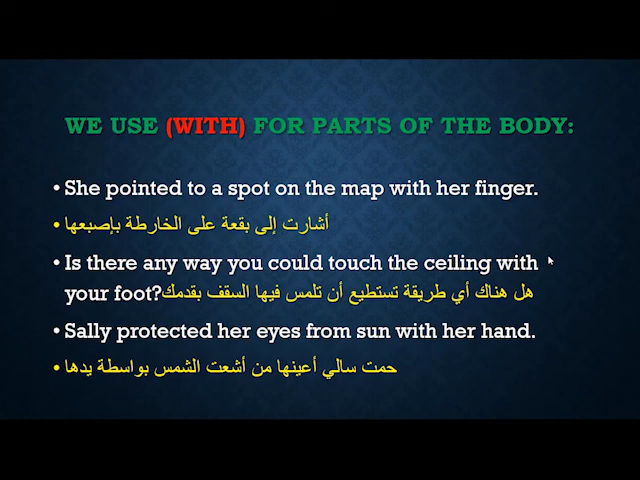 WE USE (WITH) FOR PARTS OF THE BODY:
• She pointed to a spot on the map with her finger.
• أشارت إلى بقعة على الخارطة بإصبعها
• Is there any way you could touch the ceiling with
your foot?هل هناك أي طريقة تستطيع أن تلمس فيها السقف بقدمك
• Sally protected her eyes from sun with her hand.
• حمت سالي أعينها من أشعت الشمس بواسطة يدها